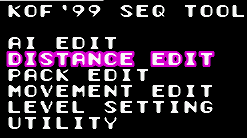 KOF'99 SEQ TOOL
AI EDIT
DISTANCE EDIT
PACK EDIT
MOVEMENT EDIT
LEVEL SETTING
UTILITY